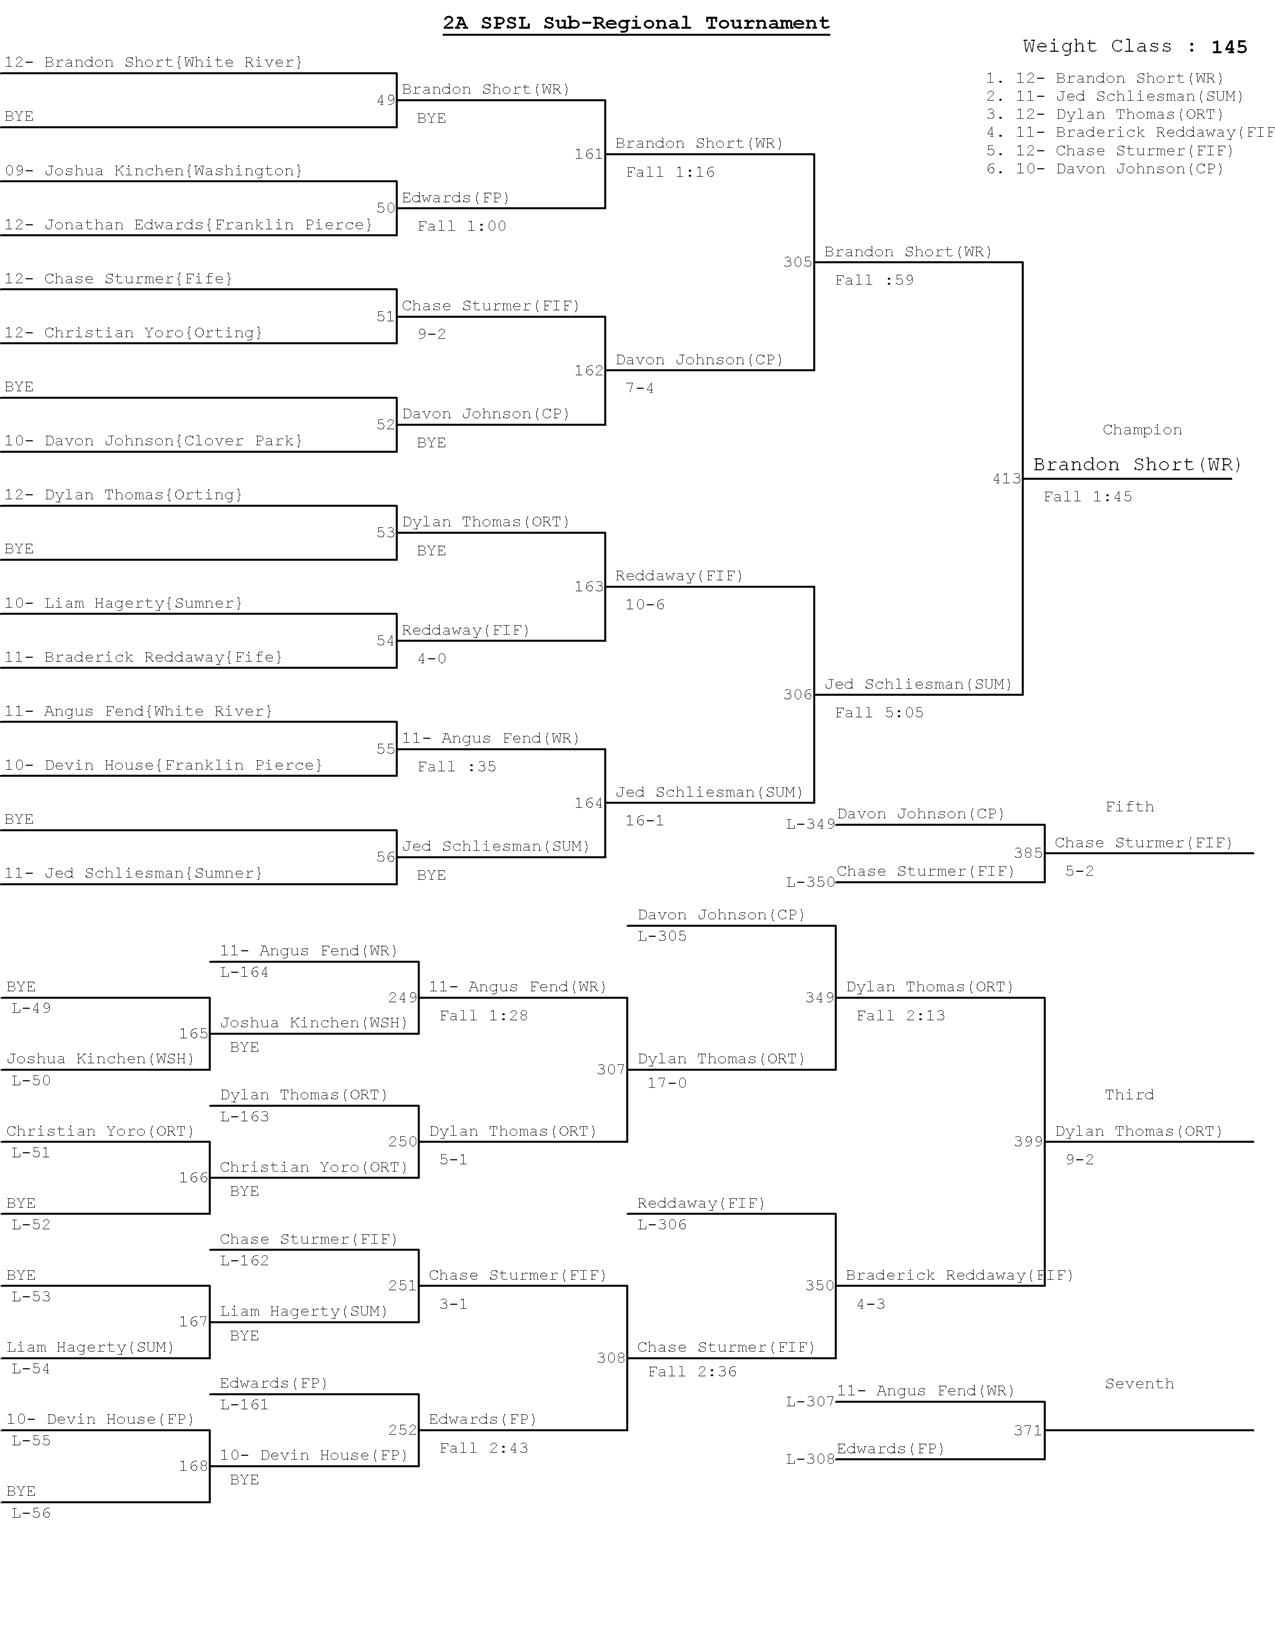 2A SPSL Sub-Regional Tournament
Weight Class : 145
1. 12- Brandon Short(WR)
2. 11- Jed Schliesman(SUM)
3. 12- Dylan Thomas(ORT)
4. 11- Braderick Reddaway(FIF
5. 12- Chase Sturmer(FIF)
6. 10- Davon Johnson(CP)
12- Brandon Short{White River}
49
Brandon Short(WR)
BYE
BYE
161
Brandon Short(WR)
Fall 1:16
09- Joshua Kinchen{Washington}
50
Edwards(FP)
12- Jonathan Edwards{Franklin Pierce}
Fall 1:00
305
Brandon Short(WR)
Fall :59
12- Chase Sturmer{Fife}
51
Chase Sturmer(FIF)
12- Christian Yoro{Orting}
9-2
162
Davon Johnson(CP)
7-4
BYE
52
Davon Johnson(CP)
10- Davon Johnson{Clover Park}
BYE
Champion
413
Brandon Short(WR)
Fall 1:45
12- Dylan Thomas{Orting}
53
Dylan Thomas(ORT)
BYE
BYE
163
Reddaway(FIF)
10-6
10- Liam Hagerty{Sumner}
54
Reddaway(FIF)
11- Braderick Reddaway{Fife}
4-0
306
Jed Schliesman(SUM)
Fall 5:05
11- Angus Fend{White River}
55
11- Angus Fend(WR)
10- Devin House{Franklin Pierce}
Fall :35
164
Jed Schliesman(SUM)
16-1
BYE
56
Jed Schliesman(SUM)
11- Jed Schliesman{Sumner}
BYE
Fifth
L-349
Davon Johnson(CP)
385
Chase Sturmer(FIF)
5-2
L-350
Chase Sturmer(FIF)
Davon Johnson(CP)
L-305
11- Angus Fend(WR)
L-164
BYE
L-49
249
11- Angus Fend(WR)
Fall 1:28
349
Dylan Thomas(ORT)
Fall 2:13
165
Joshua Kinchen(WSH)
BYE
Joshua Kinchen(WSH)
L-50
307
Dylan Thomas(ORT)
17-0
Dylan Thomas(ORT)
L-163
Third
Christian Yoro(ORT)
L-51
250
Dylan Thomas(ORT)
5-1
399
Dylan Thomas(ORT)
9-2
166
Christian Yoro(ORT)
BYE
BYE
L-52
Reddaway(FIF)
L-306
Chase Sturmer(FIF)
L-162
BYE
L-53
251
Chase Sturmer(FIF)
3-1
350
Braderick Reddaway(FIF)
4-3
167
Liam Hagerty(SUM)
BYE
Liam Hagerty(SUM)
L-54
308
Chase Sturmer(FIF)
Fall 2:36
Edwards(FP)
L-161
L-307
11- Angus Fend(WR)
Seventh
10- Devin House(FP)
L-55
252
Edwards(FP)
Fall 2:43
371
168
10- Devin House(FP)
BYE
L-308
Edwards(FP)
BYE
L-56